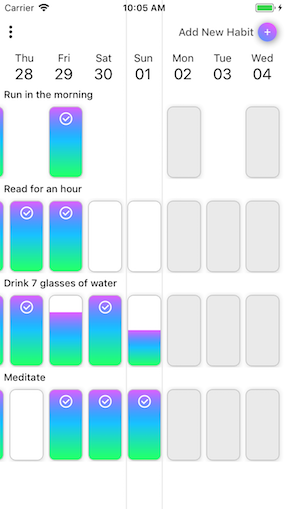 Carrier 10:05 AM
Add New Habit +
Thu Fri Sat Sun Mon Tue Wed
28 29 30 01 02 03 04
Run in the morning
Read for an hour
Drink 7 glasses of water
Meditate